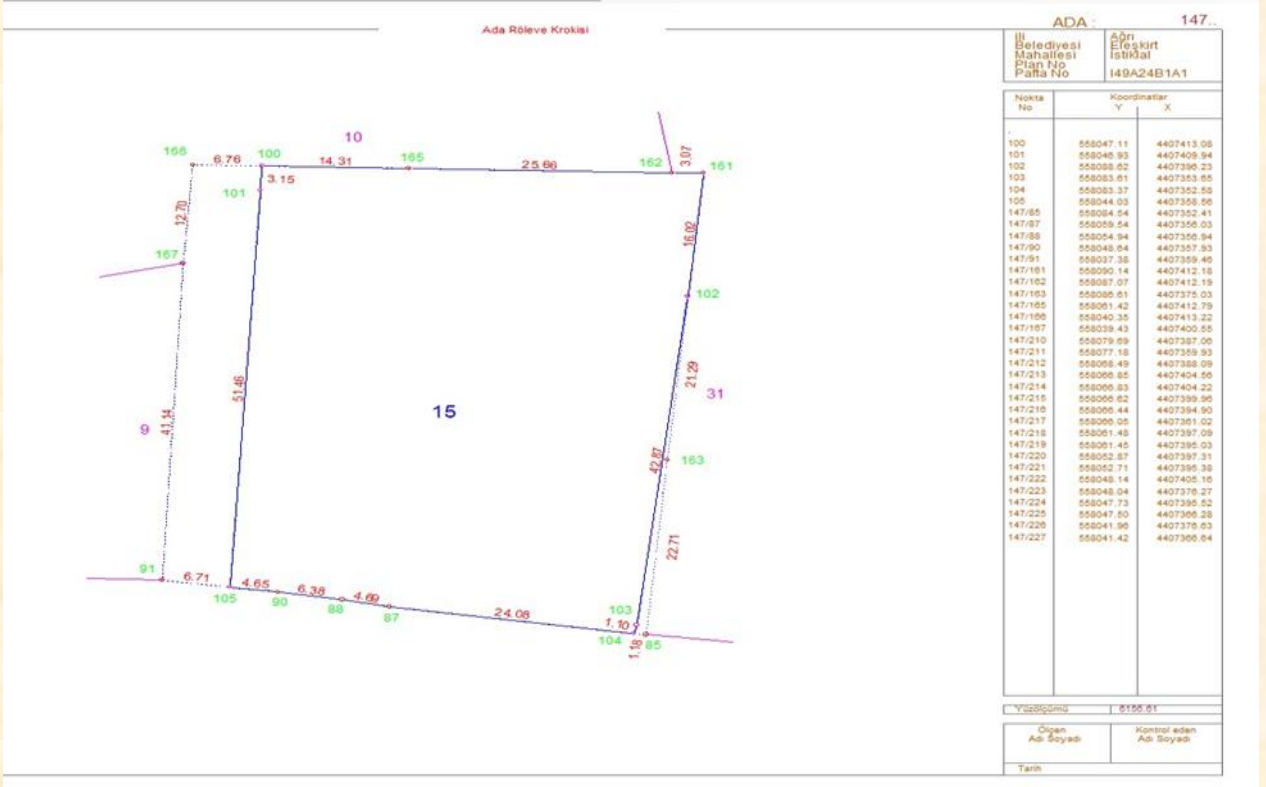 Ada Röleve Krokisi
ADA : 147..
İli Ağrı
Belediyesi Eleşkirt
Mahallesi İstiklal
Plan No
Pafta No I49A24B1A1
Nokta No Koordinatlar
Y X
100 558047.11 4407413.08
101 558046.93 4407409.94
102 558088.62 4407396.23
103 558083.61 4407353.65
104 558083.37 4407352.58
105 558044.03 4407358.56
147/85 558084.54 4407352.41
147/87 558059.54 4407356.03
147/88 558054.94 4407356.94
147/90 558048.64 4407357.93
147/91 558037.38 4407359.46
147/161 558090.14 4407412.18
147/162 558087.07 4407412.19
147/163 558086.61 4407375.03
147/165 558061.42 4407412.79
147/166 558040.35 4407413.22
147/167 558039.43 4407400.55
147/210 558079.69 4407387.06
147/211 558077.18 4407359.93
147/212 558068.49 4407388.09
147/213 558066.85 4407404.56
147/214 558066.83 4407404.22
147/215 558066.62 4407399.96
147/216 558066.44 4407394.90
147/217 558066.05 4407361.02
147/218 558061.48 4407397.09
147/219 558061.45 4407395.03
147/220 558052.87 4407397.31
147/221 558052.71 4407395.38
147/222 558048.14 4407405.16
147/223 558048.04 4407376.27
147/224 558047.73 4407395.52
147/225 558047.50 4407366.28
147/226 558041.96 4407376.63
147/227 558041.42 4407366.64
Yüzölçümü 6156.61
Ölçen Kontrol eden
Adı Soyadı Adı Soyadı
Tarih
10
166 6.76 100 14.31 165 25.66 162 3.07 161
101 3.15
12.70
167
16.02
102
51.46
21.29
31
15
9
41.14
42.87
163
22.71
91
6.71
105
4.65
90
6.38
88
4.69
87
24.08
103
1.10
104
1.18
85